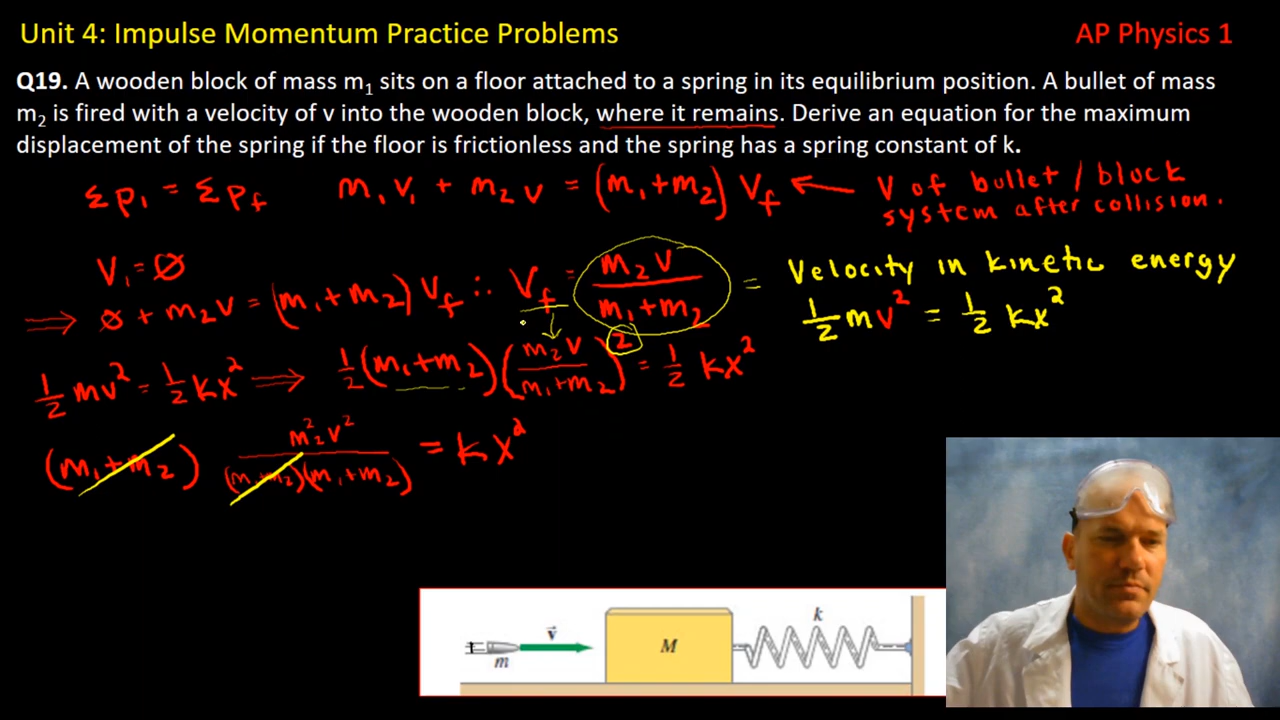 Unit 4: Impulse Momentum Practice Problems
AP Physics 1
Q19. A wooden block of mass m₁ sits on a floor attached to a spring in its equilibrium position. A bullet of mass
m₂ is fired with a velocity of v into the wooden block, where it remains. Derive an equation for the maximum
displacement of the spring if the floor is frictionless and the spring has a spring constant of k.
Σp₁ = Σp_f   m₁v₁ + m₂v = (m₁+m₂) V_f ← V of bullet / block
system after collision.
V₁ = Ø
⇒ Ø + m₂v = (m₁+m₂) V_f ∴ V_f = m₂v / (m₁+m₂) = Velocity in kinetic energy
½mv² = ½kx²
½mv² = ½kx² ⇒ ½(m₁+m₂)(m₂v / (m₁+m₂))² = ½kx²
(m₁+m₂) m₂²v² / (m₁+m₂)(m₁+m₂) = kx²
k
v⃗
M
m